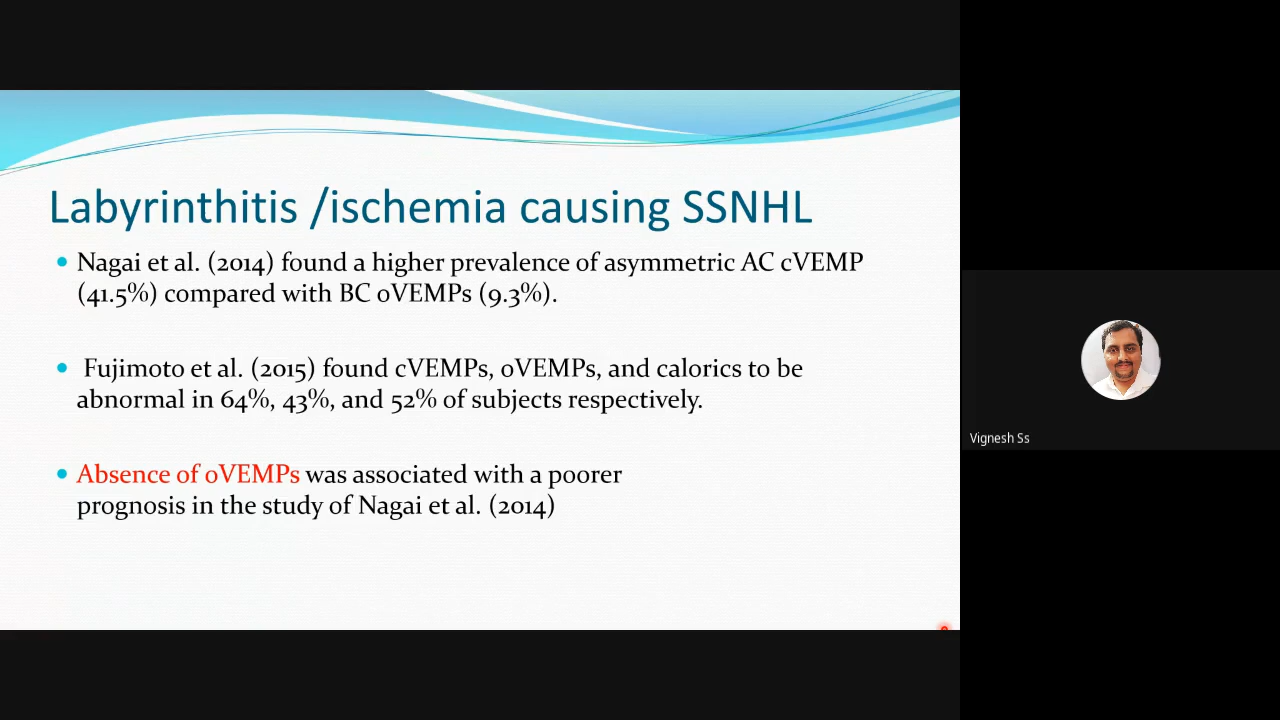 Labyrinthitis /ischemia causing SSNHL
• Nagai et al. (2014) found a higher prevalence of asymmetric AC cVEMP
(41.5%) compared with BC oVEMPs (9.3%).
• Fujimoto et al. (2015) found cVEMPs, oVEMPs, and calorics to be
abnormal in 64%, 43%, and 52% of subjects respectively.
• Absence of oVEMPs was associated with a poorer
prognosis in the study of Nagai et al. (2014)
Vignesh Ss